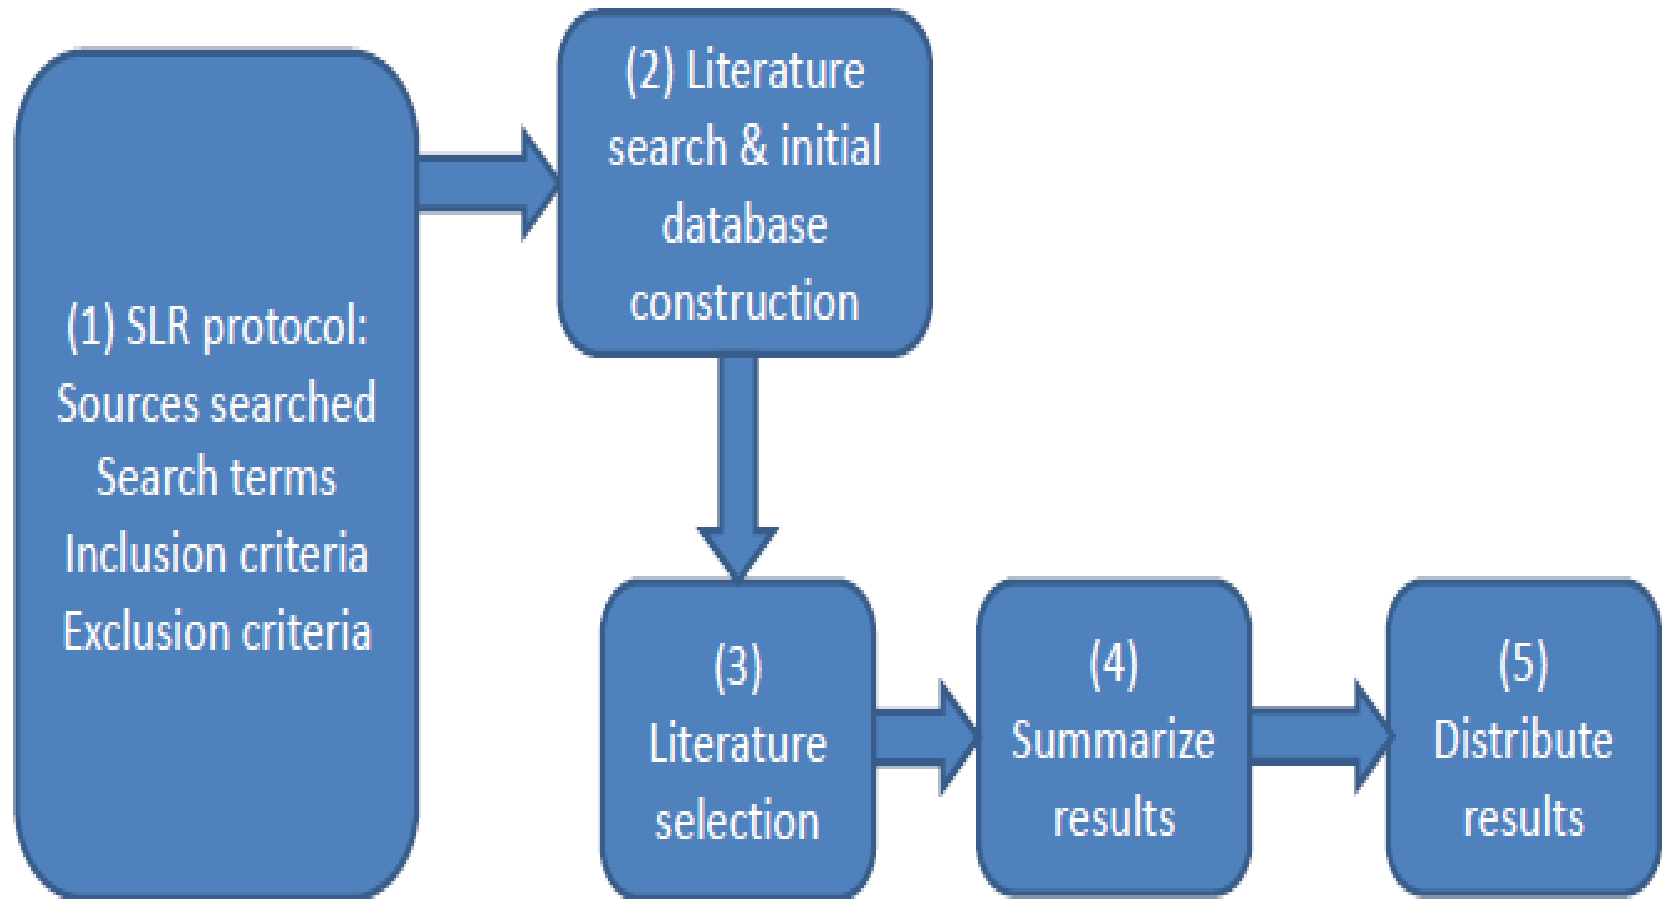 (1) SLR protocol:
Sources searched
Search terms
Inclusion criteria
Exclusion criteria
(2) Literature
search & initial
database
construction
(3)
Literature
selection
(4)
Summarize
results
(5)
Distribute
results